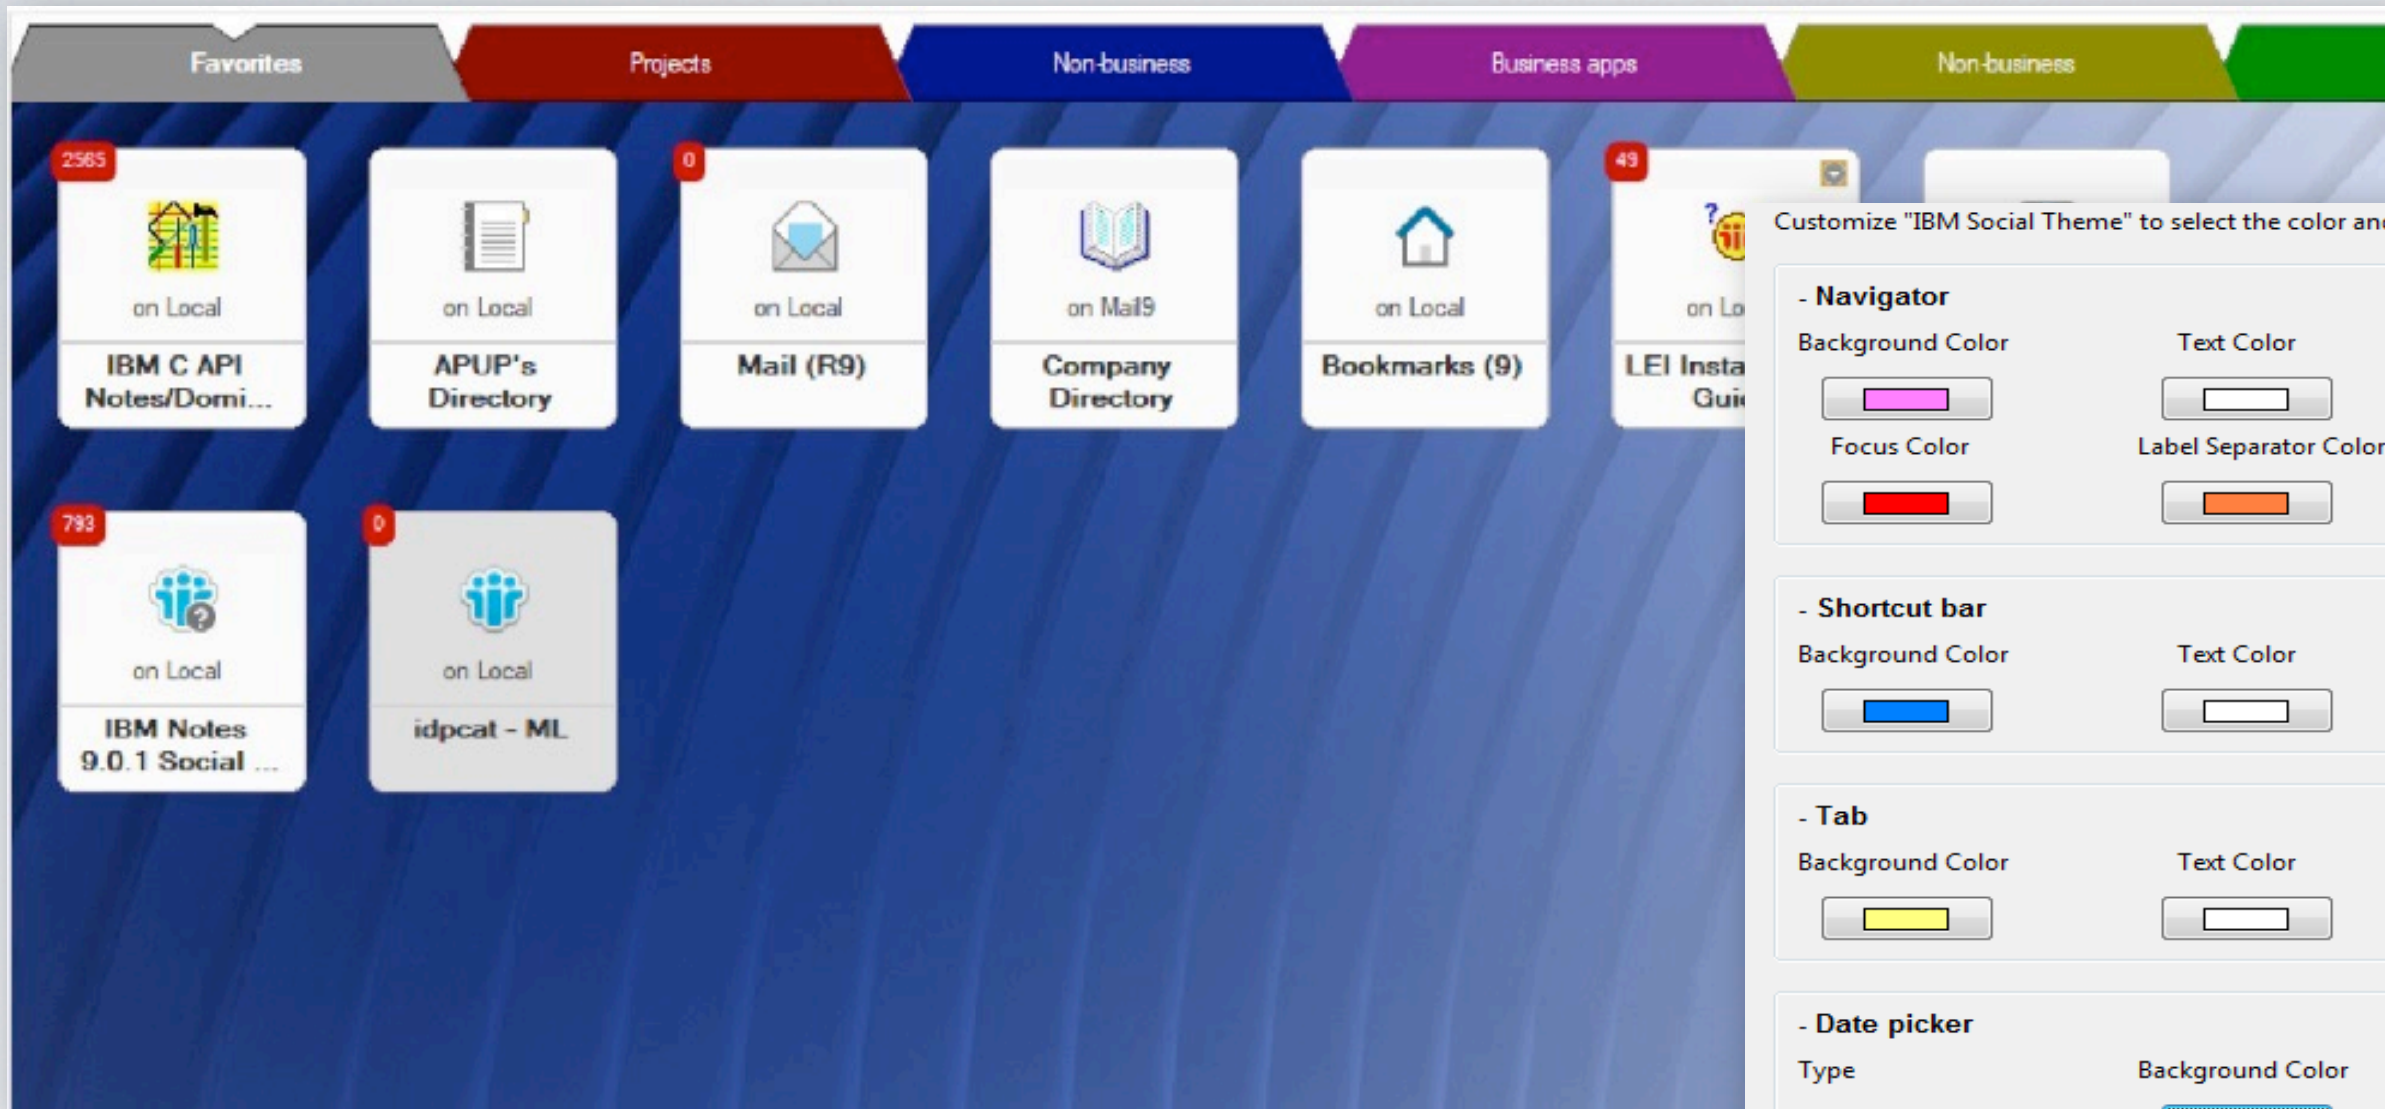 Favorites
Projects
Non-business
Business apps
Non-business
2565
on Local
IBM C API
Notes/Domi...
on Local
APUP's
Directory
0
on Local
Mail (R9)
on Mail9
Company
Directory
on Local
Bookmarks (9)
49
on Lo
LEI Insta
Gui
793
on Local
IBM Notes
9.0.1 Social ...
0
on Local
idpcat - ML
Customize "IBM Social Theme" to select the color an
- Navigator
Background Color Text Color
Focus Color Label Separator Color
- Shortcut bar
Background Color Text Color
- Tab
Background Color Text Color
- Date picker
Type Background Color